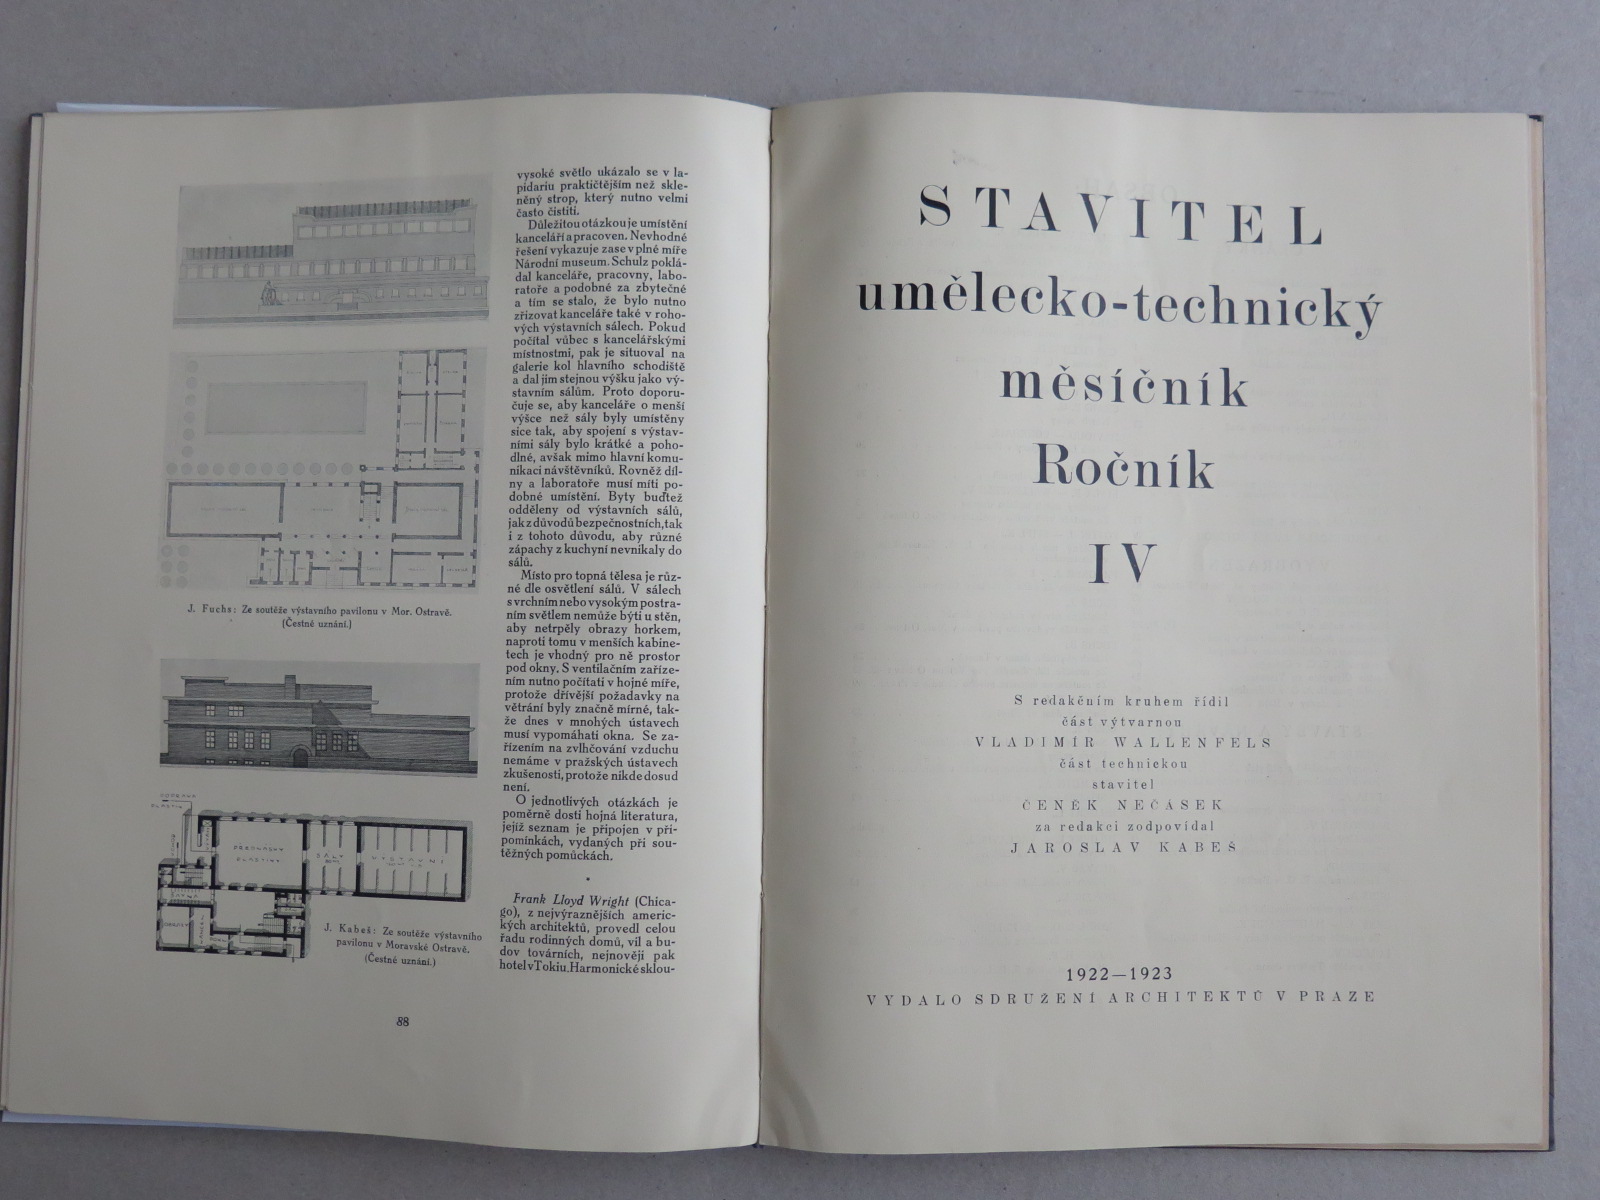 vysoké světlo ukázalo se v la-
pidariu praktičtějším než skle-
něný strop, který nutno velmi
často čistiti.
Důležitou otázkou je umístění
kanceláří a pracoven. Nevhodné
řešení vykazuje zase v plné míře
Národní museum. Schulz poklá-
dal kanceláře, pracovny, labo-
ratoře a podobné za zbytečné
a tím se stalo, že bylo nutno
zřizovat kanceláře také v roho-
vých výstavních sálech. Pokud
počítal vůbec s kancelářskými
místnostmi, pak je situoval na
galerie kol hlavního schodiště
a dal jim stejnou výšku jako vý-
stavním sálům. Proto doporu-
čuje se, aby kanceláře o menší
výšce než sály byly umístěny
sice tak, aby spojení s výstav-
ními sály bylo krátké a poho-
dlné, avšak mimo hlavní komu-
nikaci návštěvníků. Rovněž díl-
ny a laboratoře musí míti po-
dobné umístění. Byty buďtež
odděleny od výstavních sálů,
jak z důvodů bezpečnostních, tak
i z tohoto důvodu, aby různé
zápachy z kuchyní nevnikaly do
sálů.
Místo pro topná tělesa je růz-
né dle osvětlení sálů. V sálech
s vrchním nebo vysokým postra-
ním světlem nemůže býti u stěn,
aby netrpěly obrazy horkem,
naproti tomu v menších kabine-
tech je vhodný pro ně prostor
pod okny. S ventilačním zaříze-
ním nutno počítati v hojné míře,
protože dřívější požadavky na
větrání byly značně mírné, tak-
že dnes v mnohých ústavech
musí vypomáhati okna. Se za-
řízením na zvlhčování vzduchu
nemáme v pražských ústavech
zkušeností, protože nikde dosud
není.
O jednotlivých otázkách je
poměrně dosti hojná literatura,
jejíž seznam je připojen v při-
pomínkách, vydaných při sou-
těžních pomůckách.
*
Frank Lloyd Wright (Chica-
go), z nejvýraznějších americ-
kých architektů, provedl celou
řadu rodinných domů, vil a bu-
dov továrních, nejnověji pak
hotel v Tokiu. Harmonické sklou-
J. Fuchs: Ze soutěže výstavního pavilonu v Mor. Ostravě.
(Čestné uznání.)
PŘEDNÁŠKY
PLASTIKY
SÁLY
VÝSTAVNÍ
J. Kabeš: Ze soutěže výstavního
pavilonu v Moravské Ostravě.
(Čestné uznání.)
88
STAVITEL
umělecko-technický
měsíčník
Ročník
IV
S redakčním kruhem řídil
část výtvarnou
VLADIMÍR WALLENFELS
část technickou
stavitel
ČENĚK NEČÁSEK
za redakci zodpovídal
JAROSLAV KABEŠ
1922—1923
VYDALO SDRUŽENÍ ARCHITEKTŮ V PRAZE